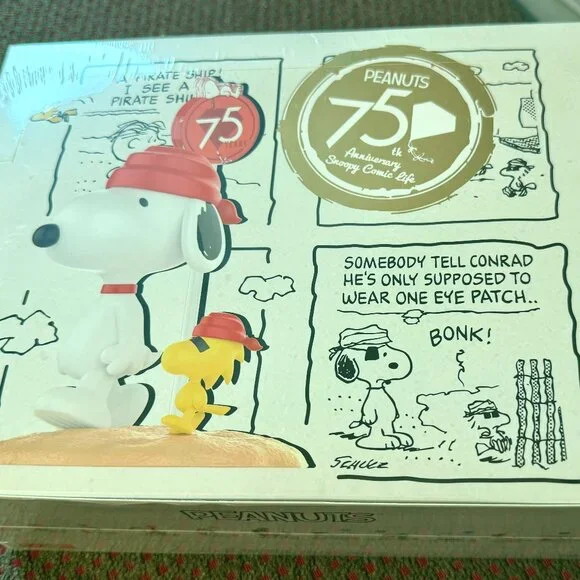 A PIRATE SHIP!
I SEE A
PIRATE SHIP
75
PEANUTS
75
th
Anniversary
Snoopy Comic Life
SOMEBODY TELL CONRAD
HE'S ONLY SUPPOSED TO
WEAR ONE EYE PATCH..
BONK!
SCHULZ
PEANUTS